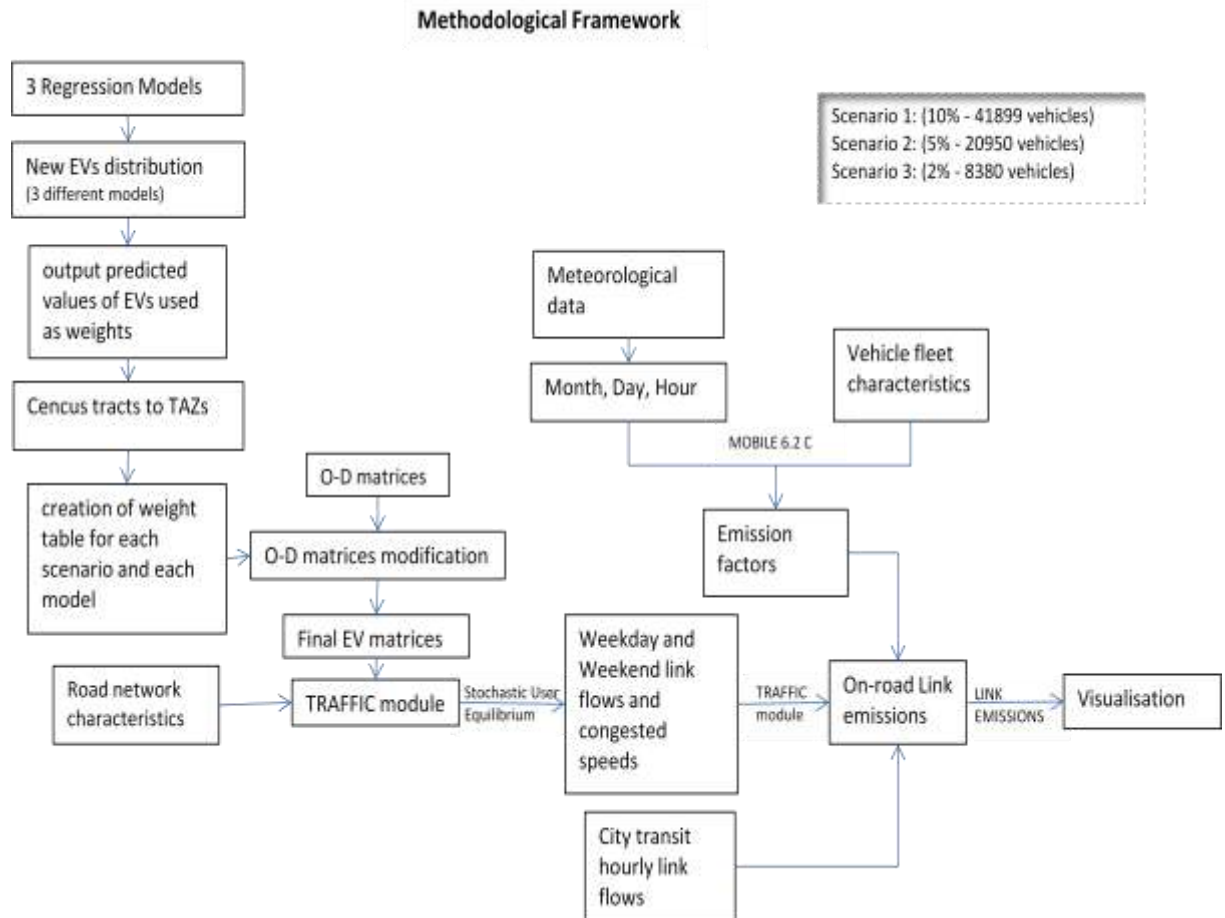 Methodological Framework
3 Regression Models
New EVs distribution
(3 different models)
output predicted
values of EVs used
as weights
Cencus tracts to TAZs
creation of weight
table for each
scenario and each
model
Scenario 1: (10% - 41899 vehicles)
Scenario 2: (5% - 20950 vehicles)
Scenario 3: (2% - 8380 vehicles)
Meteorological
data
Month, Day, Hour
Vehicle fleet
characteristics
MOBILE 6.2 C
Emission
factors
O-D matrices
O-D matrices modification
Final EV matrices
Road network
characteristics
TRAFFIC module
Stochastic User
Equilibrium
Weekday and
Weekend link
flows and
congested
speeds
TRAFFIC
module
On-road Link
emissions
LINK
EMISSIONS
Visualisation
City transit
hourly link
flows